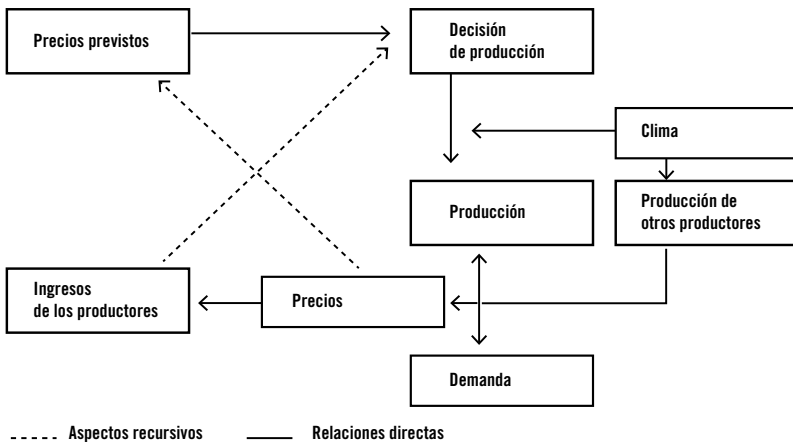 Precios previstos
Decisión
de producción
Clima
Producción
Producción de
otros productores
Ingresos
de los productores
Precios
Demanda
Aspectos recursivos
Relaciones directas